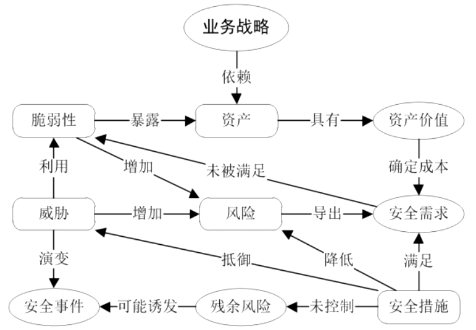 业务战略
依赖
脆弱性
暴露
资产
具有
资产价值
利用
增加
未被满足
确定成本
威胁
增加
风险
导出
安全需求
演变
抵御
降低
满足
安全事件
可能诱发
残余风险
未控制
安全措施